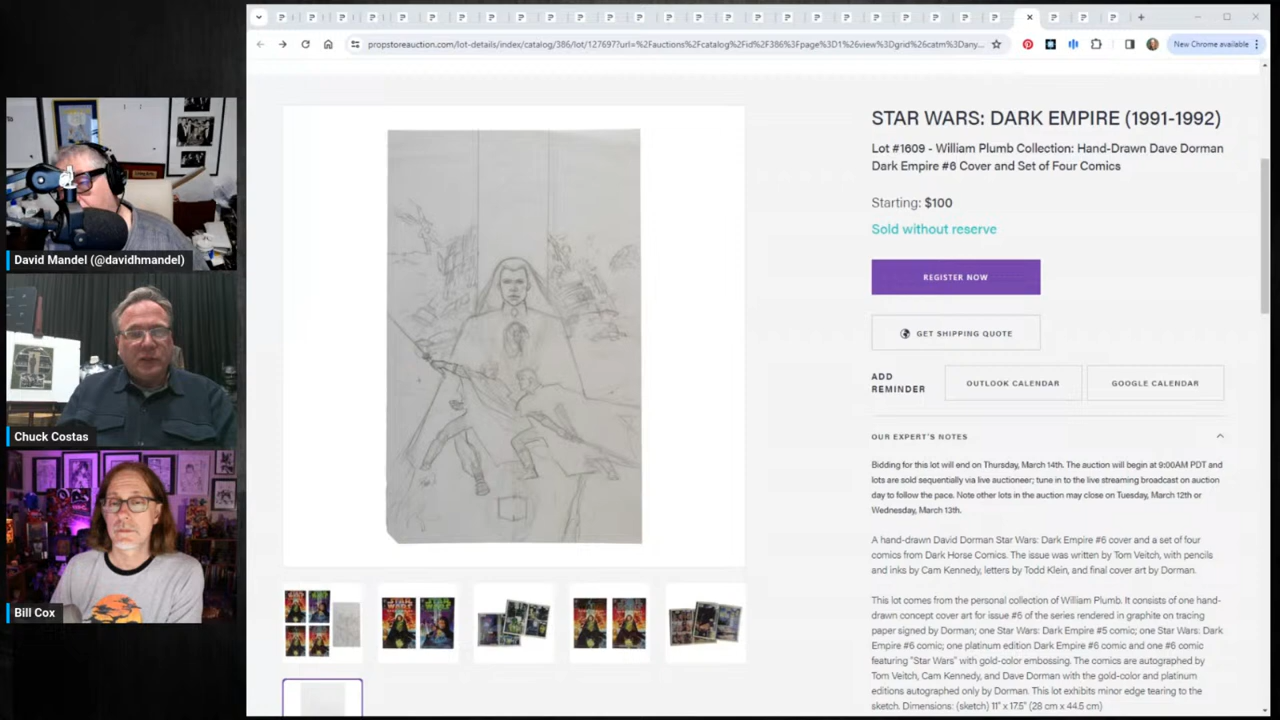 propstoreauction.com/lot-details/index/catalog/386/lot/127697?url=%2Fauctions%2Fcatalog%2Fid%2F386%3Fpage%3D1%26view%3Dgrid%26catm%3Dany...
New Chrome available
STAR WARS: DARK EMPIRE (1991-1992)
Lot #1609 - William Plumb Collection: Hand-Drawn Dave Dorman
Dark Empire #6 Cover and Set of Four Comics
Starting: $100
Sold without reserve
REGISTER NOW
GET SHIPPING QUOTE
ADD
REMINDER
OUTLOOK CALENDAR
GOOGLE CALENDAR
OUR EXPERT'S NOTES
Bidding for this lot will end on Thursday, March 14th. The auction will begin at 9:00AM PDT and
lots are sold sequentially via live auctioneer; tune in to the live streaming broadcast on auction
day to follow the pace. Note other lots in the auction may close on Tuesday, March 12th or
Wednesday, March 13th.
A hand-drawn David Dorman Star Wars: Dark Empire #6 cover and a set of four
comics from Dark Horse Comics. The issue was written by Tom Veitch, with pencils
and inks by Cam Kennedy, letters by Todd Klein, and final cover art by Dorman.
This lot comes from the personal collection of William Plumb. It consists of one hand-
drawn concept cover art for issue #6 of the series rendered in graphite on tracing
paper signed by Dorman; one Star Wars: Dark Empire #5 comic; one Star Wars: Dark
Empire #6 comic; one platinum edition Dark Empire #6 comic and one #6 comic
featuring "Star Wars" with gold-color embossing. The comics are autographed by
Tom Veitch, Cam Kennedy, and Dave Dorman with the gold-color and platinum
editions autographed only by Dorman. This lot exhibits minor edge tearing to the
sketch. Dimensions: (sketch) 11" x 17.5" (28 cm x 44.5 cm)
David Mandel (@davidhmandel)
Chuck Costas
Bill Cox